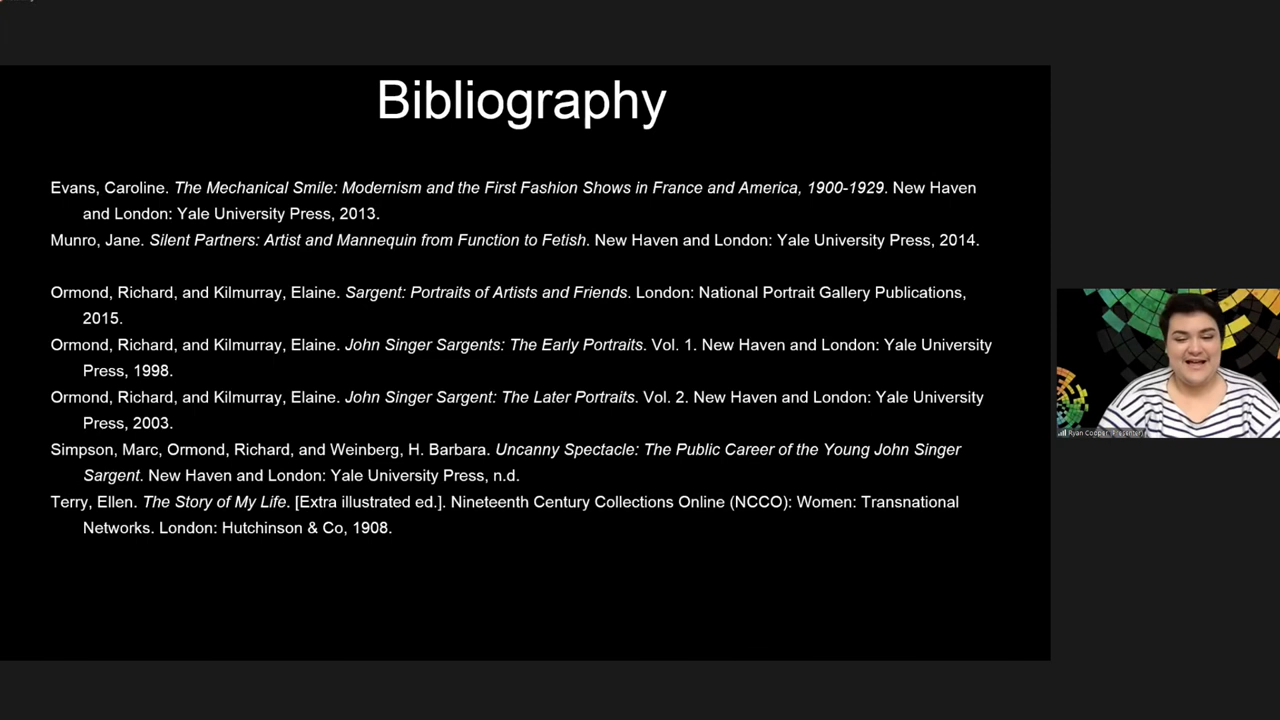 Bibliography
Evans, Caroline. The Mechanical Smile: Modernism and the First Fashion Shows in France and America, 1900-1929. New Haven
and London: Yale University Press, 2013.
Munro, Jane. Silent Partners: Artist and Mannequin from Function to Fetish. New Haven and London: Yale University Press, 2014.
Ormond, Richard, and Kilmurray, Elaine. Sargent: Portraits of Artists and Friends. London: National Portrait Gallery Publications,
2015.
Ormond, Richard, and Kilmurray, Elaine. John Singer Sargents: The Early Portraits. Vol. 1. New Haven and London: Yale University
Press, 1998.
Ormond, Richard, and Kilmurray, Elaine. John Singer Sargent: The Later Portraits. Vol. 2. New Haven and London: Yale University
Press, 2003.
Simpson, Marc, Ormond, Richard, and Weinberg, H. Barbara. Uncanny Spectacle: The Public Career of the Young John Singer
Sargent. New Haven and London: Yale University Press, n.d.
Terry, Ellen. The Story of My Life. [Extra illustrated ed.]. Nineteenth Century Collections Online (NCCO): Women: Transnational
Networks. London: Hutchinson & Co, 1908.
Ryan Cooper (Presenter)